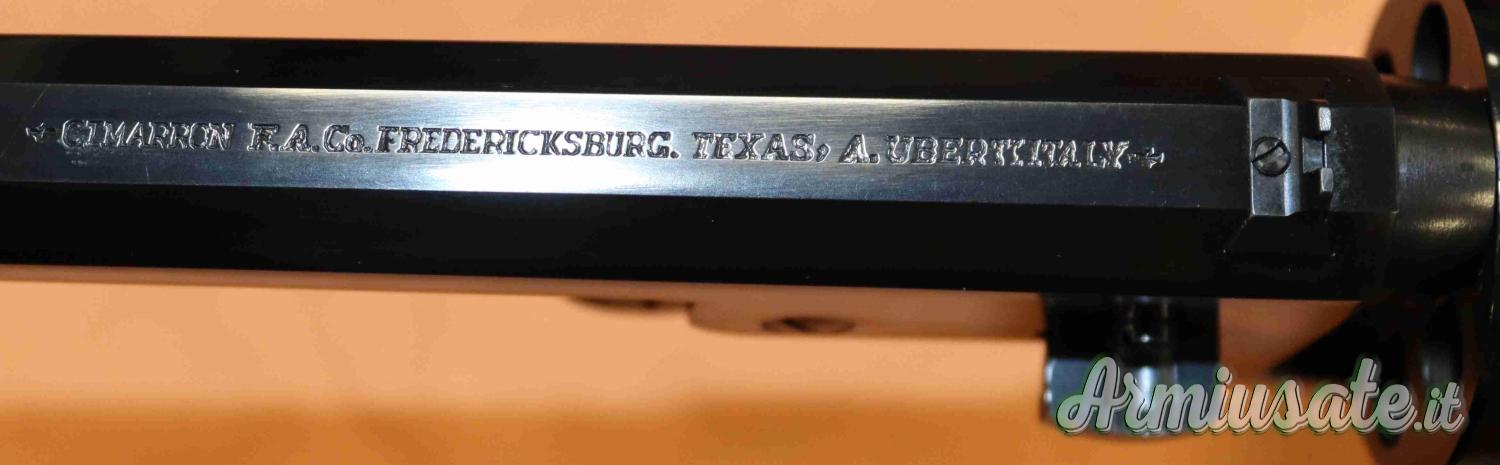 CIMARRON F.A.Co. FREDERICKSBURG. TEXAS, A. UBERTI. ITALY
Armiusate.it